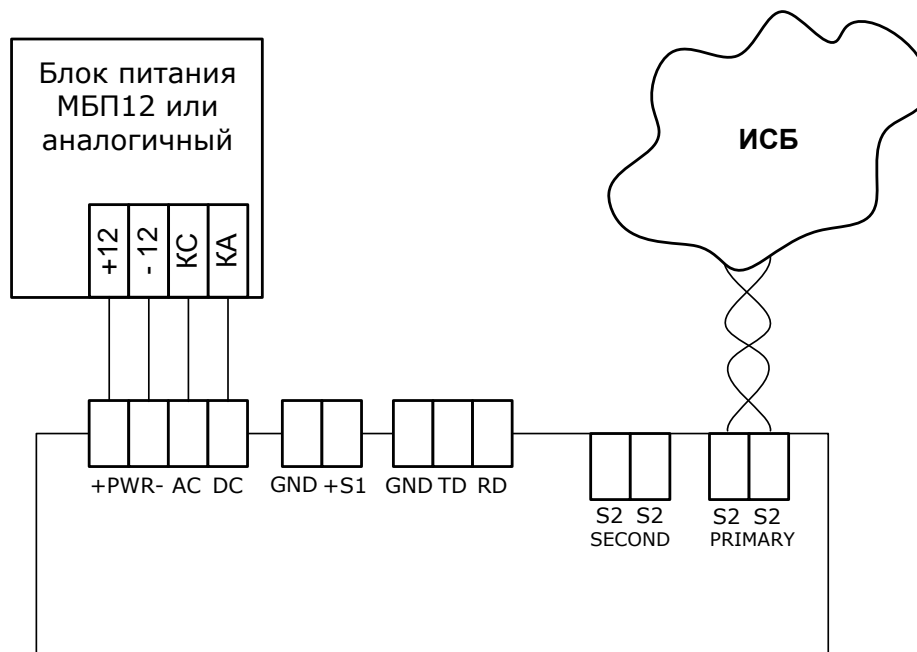 Блок питания
МБП12 или
аналогичный
ИСБ
+12
- 12
КС
КА
+PWR- AC DC GND +S1 GND TD RD
S2 S2 S2 S2
SECOND PRIMARY